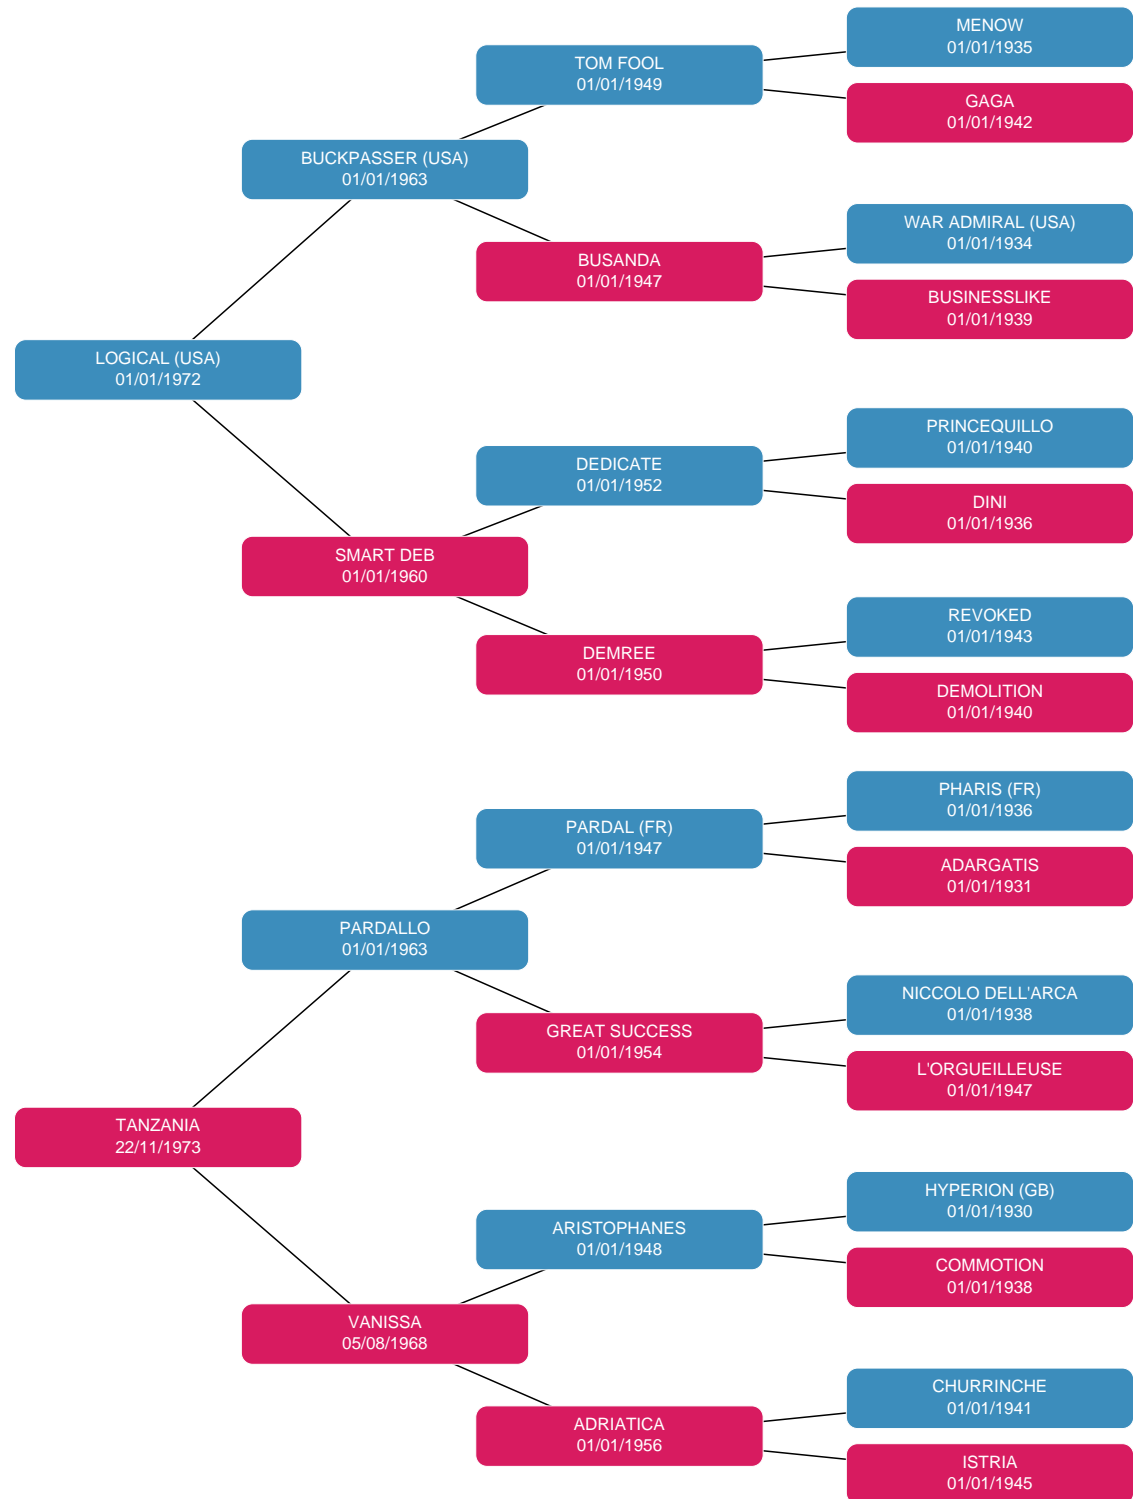 MENOW
01/01/1935
TOM FOOL
01/01/1949
GAGA
01/01/1942
BUCKPASSER (USA)
01/01/1963
WAR ADMIRAL (USA)
01/01/1934
BUSANDA
01/01/1947
BUSINESSLIKE
01/01/1939
LOGICAL (USA)
01/01/1972
PRINCEQUILLO
01/01/1940
DEDICATE
01/01/1952
DINI
01/01/1936
SMART DEB
01/01/1960
REVOKED
01/01/1943
DEMREE
01/01/1950
DEMOLITION
01/01/1940
PHARIS (FR)
01/01/1936
PARDAL (FR)
01/01/1947
ADARGATIS
01/01/1931
PARDALLO
01/01/1963
NICCOLO DELL'ARCA
01/01/1938
GREAT SUCCESS
01/01/1954
L'ORGUEILLEUSE
01/01/1947
TANZANIA
22/11/1973
HYPERION (GB)
01/01/1930
ARISTOPHANES
01/01/1948
COMMOTION
01/01/1938
VANISSA
05/08/1968
CHURRINCHE
01/01/1941
ADRIATICA
01/01/1956
ISTRIA
01/01/1945